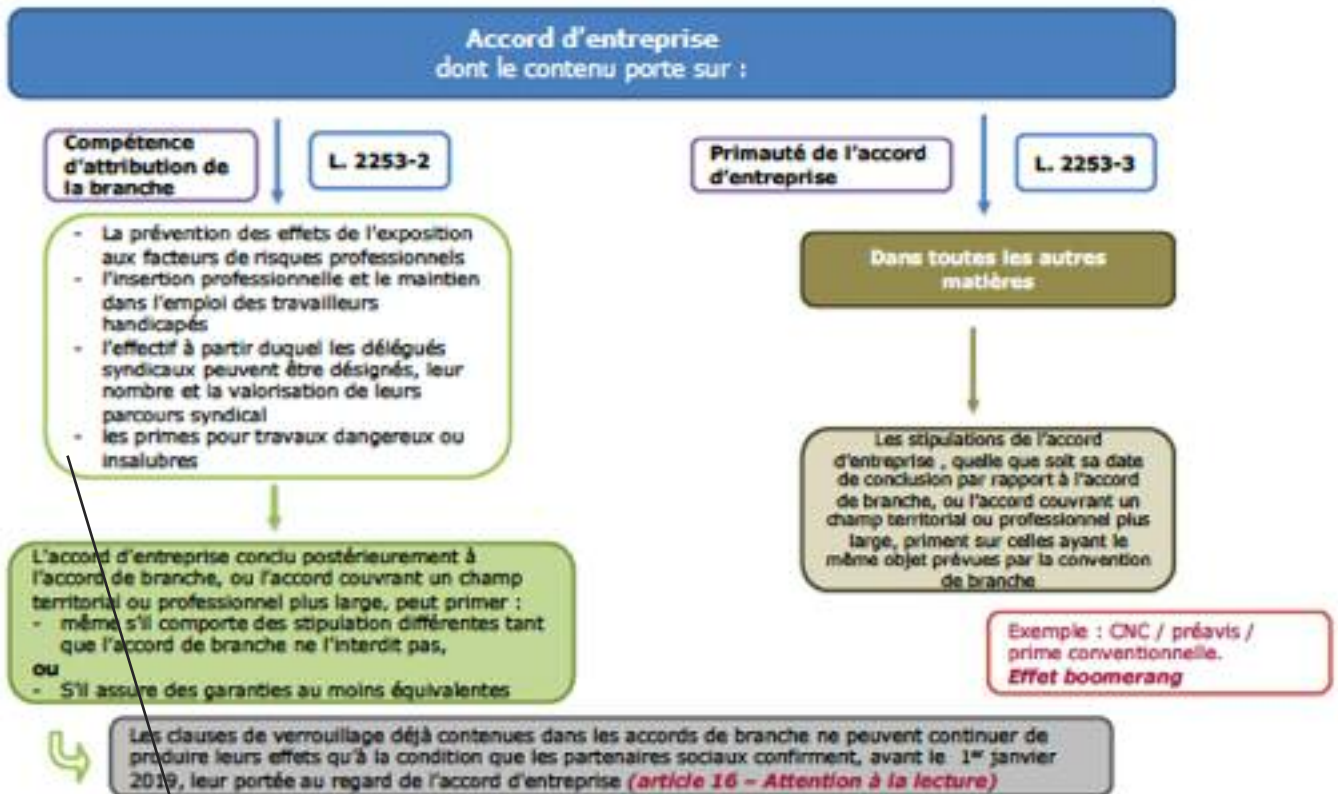 Accord d'entreprise
dont le contenu porte sur :
Compétence
d'attribution de
la branche
L. 2253-2
Primauté de l'accord
d'entreprise
L. 2253-3
- La prévention des effets de l'exposition
aux facteurs de risques professionnels
- l'insertion professionnelle et le maintien
dans l'emploi des travailleurs
handicapés
- l'effectif à partir duquel les délégués
syndicaux peuvent être désignés, leur
nombre et la valorisation de leurs
parcours syndical
- les primes pour travaux dangereux ou
insalubres
Dans toutes les autres
matières
Les stipulations de l'accord
d'entreprise , quelle que soit sa date
de conclusion par rapport à l'accord
de branche, ou l'accord couvrant un
champ territorial ou professionnel plus
large, priment sur celles ayant le
même objet prévues par la convention
de branche
L'accord d'entreprise conclu postérieurement à
l'accord de branche, ou l'accord couvrant un champ
territorial ou professionnel plus large, peut primer :
- même s'il comporte des stipulation différentes tant
que l'accord de branche ne l'interdit pas,
ou
- S'il assure des garanties au moins équivalentes
Exemple : CNC / préavis /
prime conventionnelle.
Effet boomerang
Les clauses de verrouillage déjà contenues dans les accords de branche ne peuvent continuer de
produire leurs effets qu'à la condition que les partenaires sociaux confirment, avant le 1er janvier
2019, leur portée au regard de l'accord d'entreprise (article 16 – Attention à la lecture)